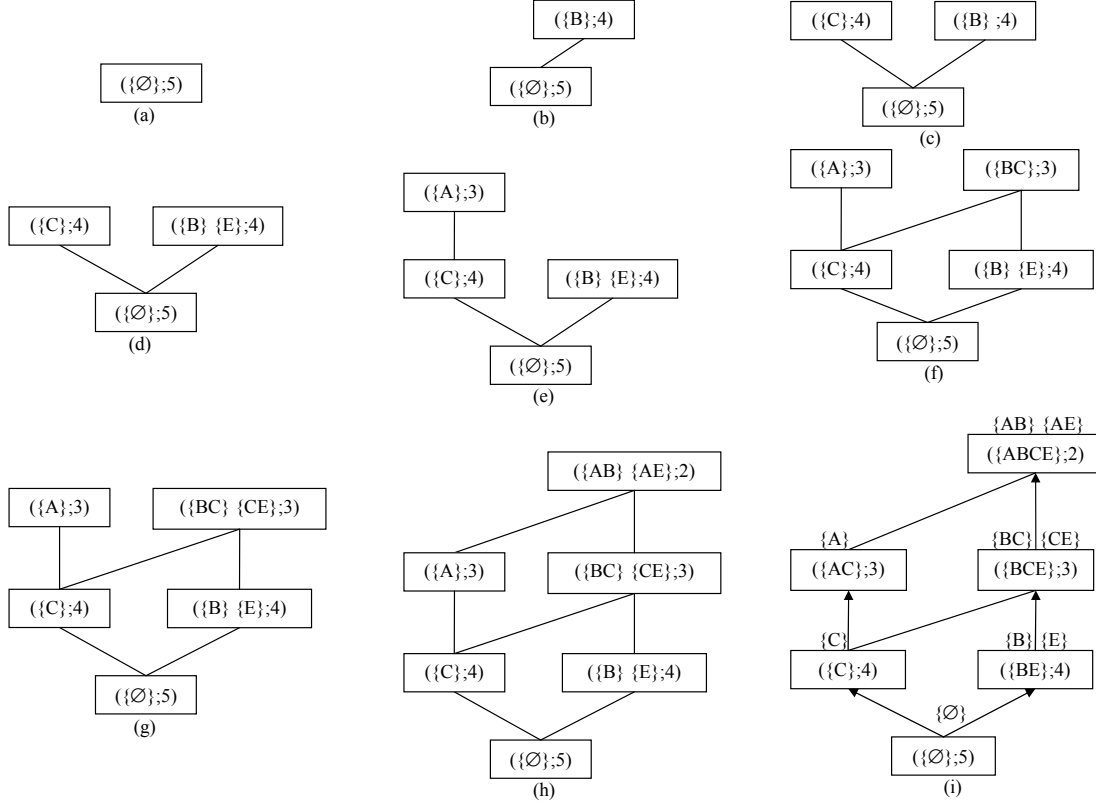 ({∅};5)
(a)
({B};4)
({∅};5)
(b)
({C};4)
({B} ;4)
({∅};5)
(c)
({C};4)
({B} {E};4)
({∅};5)
(d)
({A};3)
({C};4)
({B} {E};4)
({∅};5)
(e)
({A};3)
({BC};3)
({C};4)
({B} {E};4)
({∅};5)
(f)
({A};3)
({BC} {CE};3)
({C};4)
({B} {E};4)
({∅};5)
(g)
({AB} {AE};2)
({A};3)
({BC} {CE};3)
({C};4)
({B} {E};4)
({∅};5)
(h)
{AB} {AE}
({ABCE};2)
{A}
{BC} {CE}
({AC};3)
({BCE};3)
{C}
{B} {E}
({C};4)
({BE};4)
{∅}
({∅};5)
(i)